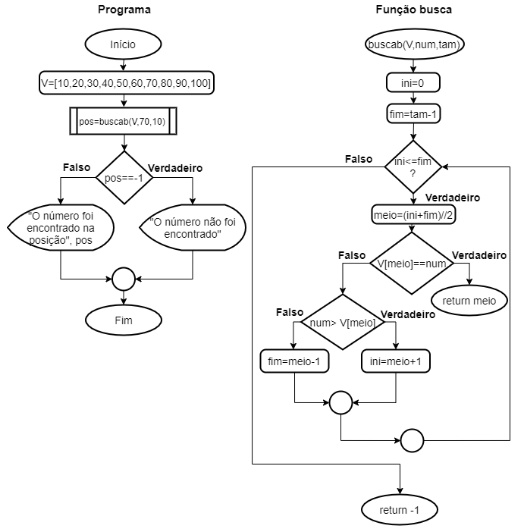 Programa
Início
V=[10,20,30,40,50,60,70,80,90,100]
pos=buscab(V,70,10)
Falso
Verdadeiro
pos==-1
"O número foi
encontrado na
posição", pos
"O número não foi
encontrado"
Fim
Função busca
buscab(V,num,tam)
ini=0
fim=tam-1
Falso
ini<=fim
?
Verdadeiro
meio=(ini+fim)//2
Falso
V[meio]==num
Verdadeiro
return meio
Falso
num> V[meio]
Verdadeiro
fim=meio-1
ini=meio+1
return -1